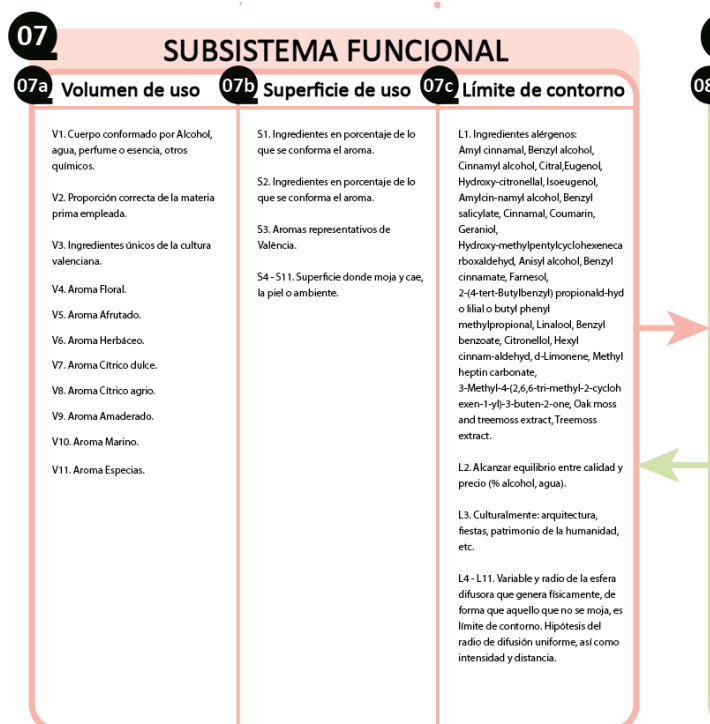 07
SUBSISTEMA FUNCIONAL
07a Volumen de uso
V1. Cuerpo conformado por Alcohol,
agua, perfume o esencia, otros
químicos.
V2. Proporción correcta de la materia
prima empleada.
V3. Ingredientes únicos de la cultura
valenciana.
V4. Aroma Floral.
V5. Aroma Afrutado.
V6. Aroma Herbáceo.
V7. Aroma Cítrico dulce.
V8. Aroma Cítrico agrio.
V9. Aroma Amaderado.
V10. Aroma Marino.
V11. Aroma Especias.
07b Superficie de uso
S1. Ingredientes en porcentaje de lo
que se conforma el aroma.
S2. Ingredientes en porcentaje de lo
que se conforma el aroma.
S3. Aromas representativos de
València.
S4 - S11. Superficie donde moja y cae,
la piel o ambiente.
07c Límite de contorno
L1. Ingredientes alérgenos:
Amyl cinnamal, Benzyl alcohol,
Cinnamyl alcohol, Citral,Eugenol,
Hydroxy-citronellal, Isoeugenol,
Amylcin-namyl alcohol, Benzyl
salicylate, Cinnamal, Coumarin,
Geraniol,
Hydroxy-methylpentylcyclohexeneca
rboxaldehyd, Anisyl alcohol, Benzyl
cinnamate, Farnesol,
2-(4-tert-Butylbenzyl) propionald-hyd
o lilial o butyl phenyl
methylpropional, Linalool, Benzyl
benzoate, Citronellol, Hexyl
cinnam-aldehyd, d-Limonene, Methyl
heptin carbonate,
3-Methyl-4-(2,6,6-tri-methyl-2-cycloh
exen-1-yl)-3-buten-2-one, Oak moss
and treemoss extract, Treemoss
extract.
L2. Alcanzar equilibrio entre calidad y
precio (% alcohol, agua).
L3. Culturalmente: arquitectura,
fiestas, patrimonio de la humanidad,
etc.
L4 - L11. Variable y radio de la esfera
difusora que genera físicamente, de
forma que aquello que no se moja, es
límite de contorno. Hipótesis del
radio de difusión uniforme, así como
intensidad y distancia.
08